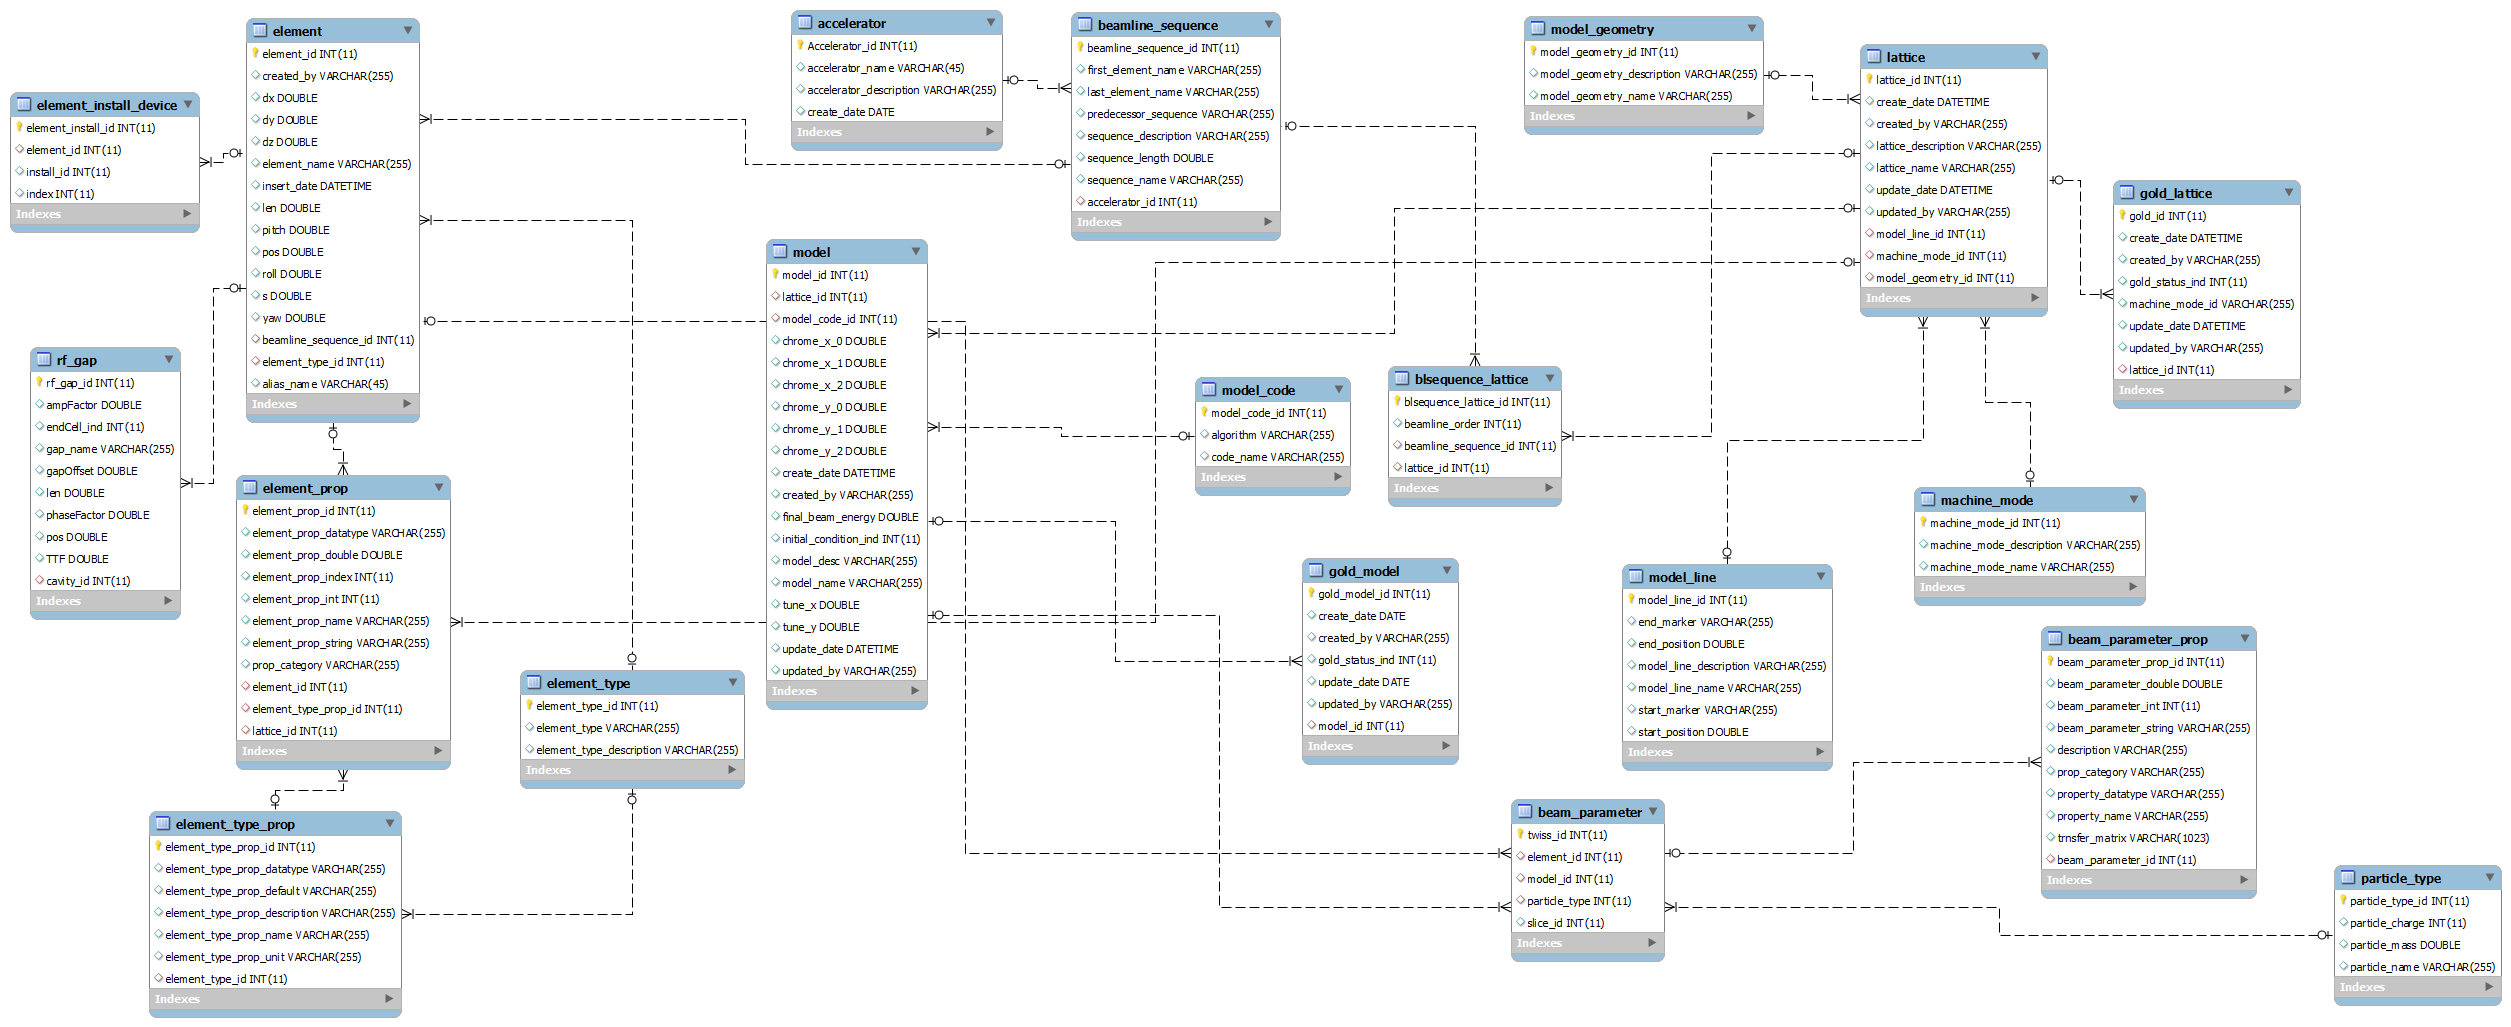 element
element_id INT(11)
created_by VARCHAR(255)
dx DOUBLE
dy DOUBLE
dz DOUBLE
element_name VARCHAR(255)
insert_date DATETIME
len DOUBLE
pitch DOUBLE
pos DOUBLE
roll DOUBLE
s DOUBLE
yaw DOUBLE
beamline_sequence_id INT(11)
element_type_id INT(11)
alias_name VARCHAR(45)
Indexes
element_install_device
element_install_id INT(11)
element_id INT(11)
install_id INT(11)
index INT(11)
Indexes
rf_gap
rf_gap_id INT(11)
ampFactor DOUBLE
endCell_ind INT(11)
gap_name VARCHAR(255)
gapOffset DOUBLE
len DOUBLE
phaseFactor DOUBLE
pos DOUBLE
TTF DOUBLE
cavity_id INT(11)
Indexes
element_prop
element_prop_id INT(11)
element_prop_datatype VARCHAR(255)
element_prop_double DOUBLE
element_prop_index INT(11)
element_prop_int INT(11)
element_prop_name VARCHAR(255)
element_prop_string VARCHAR(255)
prop_category VARCHAR(255)
element_id INT(11)
element_type_prop_id INT(11)
lattice_id INT(11)
Indexes
element_type_prop
element_type_prop_id INT(11)
element_type_prop_datatype VARCHAR(255)
element_type_prop_default VARCHAR(255)
element_type_prop_description VARCHAR(255)
element_type_prop_name VARCHAR(255)
element_type_prop_unit VARCHAR(255)
element_type_id INT(11)
Indexes
element_type
element_type_id INT(11)
element_type VARCHAR(255)
element_type_description VARCHAR(255)
Indexes
accelerator
Accelerator_id INT(11)
accelerator_name VARCHAR(45)
accelerator_description VARCHAR(255)
create_date DATE
Indexes
beamline_sequence
beamline_sequence_id INT(11)
first_element_name VARCHAR(255)
last_element_name VARCHAR(255)
predecessor_sequence VARCHAR(255)
sequence_description VARCHAR(255)
sequence_length DOUBLE
sequence_name VARCHAR(255)
accelerator_id INT(11)
Indexes
model
model_id INT(11)
lattice_id INT(11)
model_code_id INT(11)
chrome_x_0 DOUBLE
chrome_x_1 DOUBLE
chrome_x_2 DOUBLE
chrome_y_0 DOUBLE
chrome_y_1 DOUBLE
chrome_y_2 DOUBLE
create_date DATETIME
created_by VARCHAR(255)
final_beam_energy DOUBLE
initial_condition_ind INT(11)
model_desc VARCHAR(255)
model_name VARCHAR(255)
tune_x DOUBLE
tune_y DOUBLE
update_date DATETIME
updated_by VARCHAR(255)
Indexes
model_code
model_code_id INT(11)
algorithm VARCHAR(255)
code_name VARCHAR(255)
Indexes
blsequence_lattice
blsequence_lattice_id INT(11)
beamline_order INT(11)
beamline_sequence_id INT(11)
lattice_id INT(11)
Indexes
gold_model
gold_model_id INT(11)
create_date DATE
created_by VARCHAR(255)
gold_status_ind INT(11)
update_date DATE
updated_by VARCHAR(255)
model_id INT(11)
Indexes
model_geometry
model_geometry_id INT(11)
model_geometry_description VARCHAR(255)
model_geometry_name VARCHAR(255)
Indexes
lattice
lattice_id INT(11)
create_date DATETIME
created_by VARCHAR(255)
lattice_description VARCHAR(255)
lattice_name VARCHAR(255)
update_date DATETIME
updated_by VARCHAR(255)
model_line_id INT(11)
machine_mode_id INT(11)
model_geometry_id INT(11)
Indexes
gold_lattice
gold_id INT(11)
create_date DATETIME
created_by VARCHAR(255)
gold_status_ind INT(11)
machine_mode_id VARCHAR(255)
update_date DATETIME
updated_by VARCHAR(255)
lattice_id INT(11)
Indexes
machine_mode
machine_mode_id INT(11)
machine_mode_description VARCHAR(255)
machine_mode_name VARCHAR(255)
Indexes
model_line
model_line_id INT(11)
end_marker VARCHAR(255)
end_position DOUBLE
model_line_description VARCHAR(255)
model_line_name VARCHAR(255)
start_marker VARCHAR(255)
start_position DOUBLE
Indexes
beam_parameter
twiss_id INT(11)
element_id INT(11)
model_id INT(11)
particle_type INT(11)
slice_id INT(11)
Indexes
beam_parameter_prop
beam_parameter_prop_id INT(11)
beam_parameter_double DOUBLE
beam_parameter_int INT(11)
beam_parameter_string VARCHAR(255)
description VARCHAR(255)
prop_category VARCHAR(255)
property_datatype VARCHAR(255)
property_name VARCHAR(255)
trnsfer_matrix VARCHAR(1023)
beam_parameter_id INT(11)
Indexes
particle_type
particle_type_id INT(11)
particle_charge INT(11)
particle_mass DOUBLE
particle_name VARCHAR(255)
Indexes